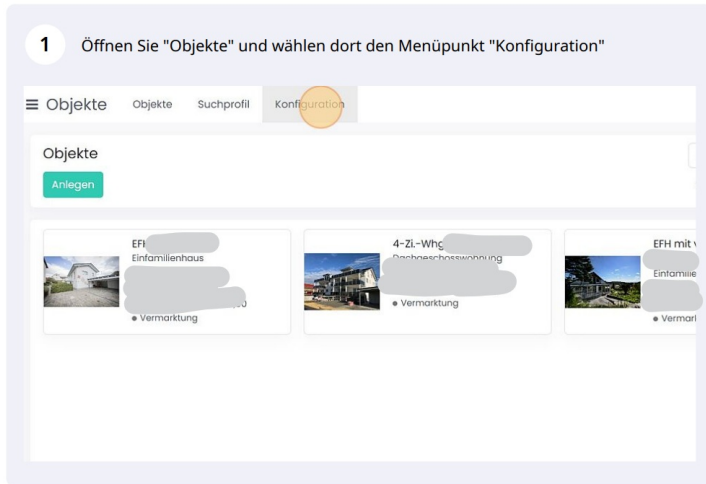 1 Öffnen Sie "Objekte" und wählen dort den Menüpunkt "Konfiguration"
Objekte Objekte Suchprofil Konfiguration
Objekte
Anlegen
EFH
Einfamilienhaus
Vermarktung
4-Zi.-Whg
Dachgeschosswohnung
Vermarktung
EFH mit